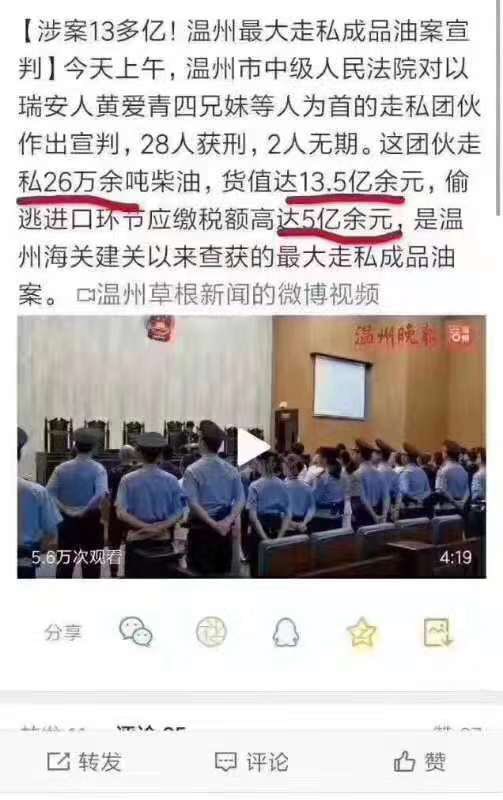 【涉案13多亿！温州最大走私成品油案宣
判】今天上午，温州市中级人民法院对以
瑞安人黄爱青四兄妹等人为首的走私团伙
作出宣判，28人获刑，2人无期。这团伙走
私26万余吨柴油，货值达13.5亿余元，偷
逃进口环节应缴税额高达5亿余元，是温
州海关建关以来查获的最大走私成品油
案。 温州草根新闻的微博视频
温州晚报
5.6万次观看
4:19
分享
转发
评论
赞